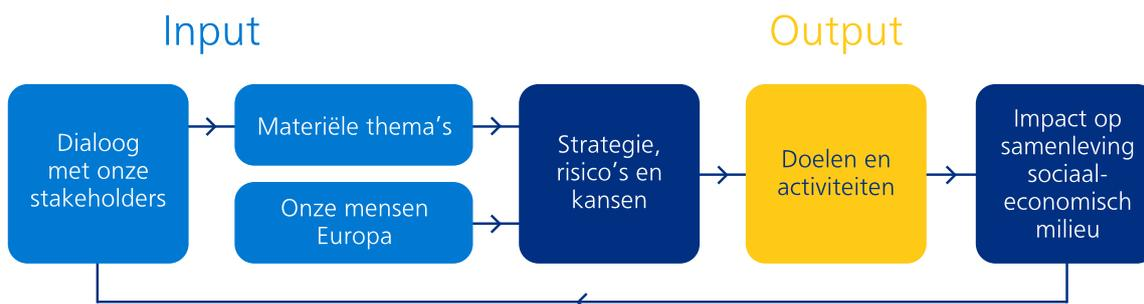 Input
Output
Dialoog
met onze
stakeholders
Materiële thema's
Onze mensen
Europa
Strategie,
risico's en
kansen
Doelen en
activiteiten
Impact op
samenleving
sociaal-
economisch
milieu